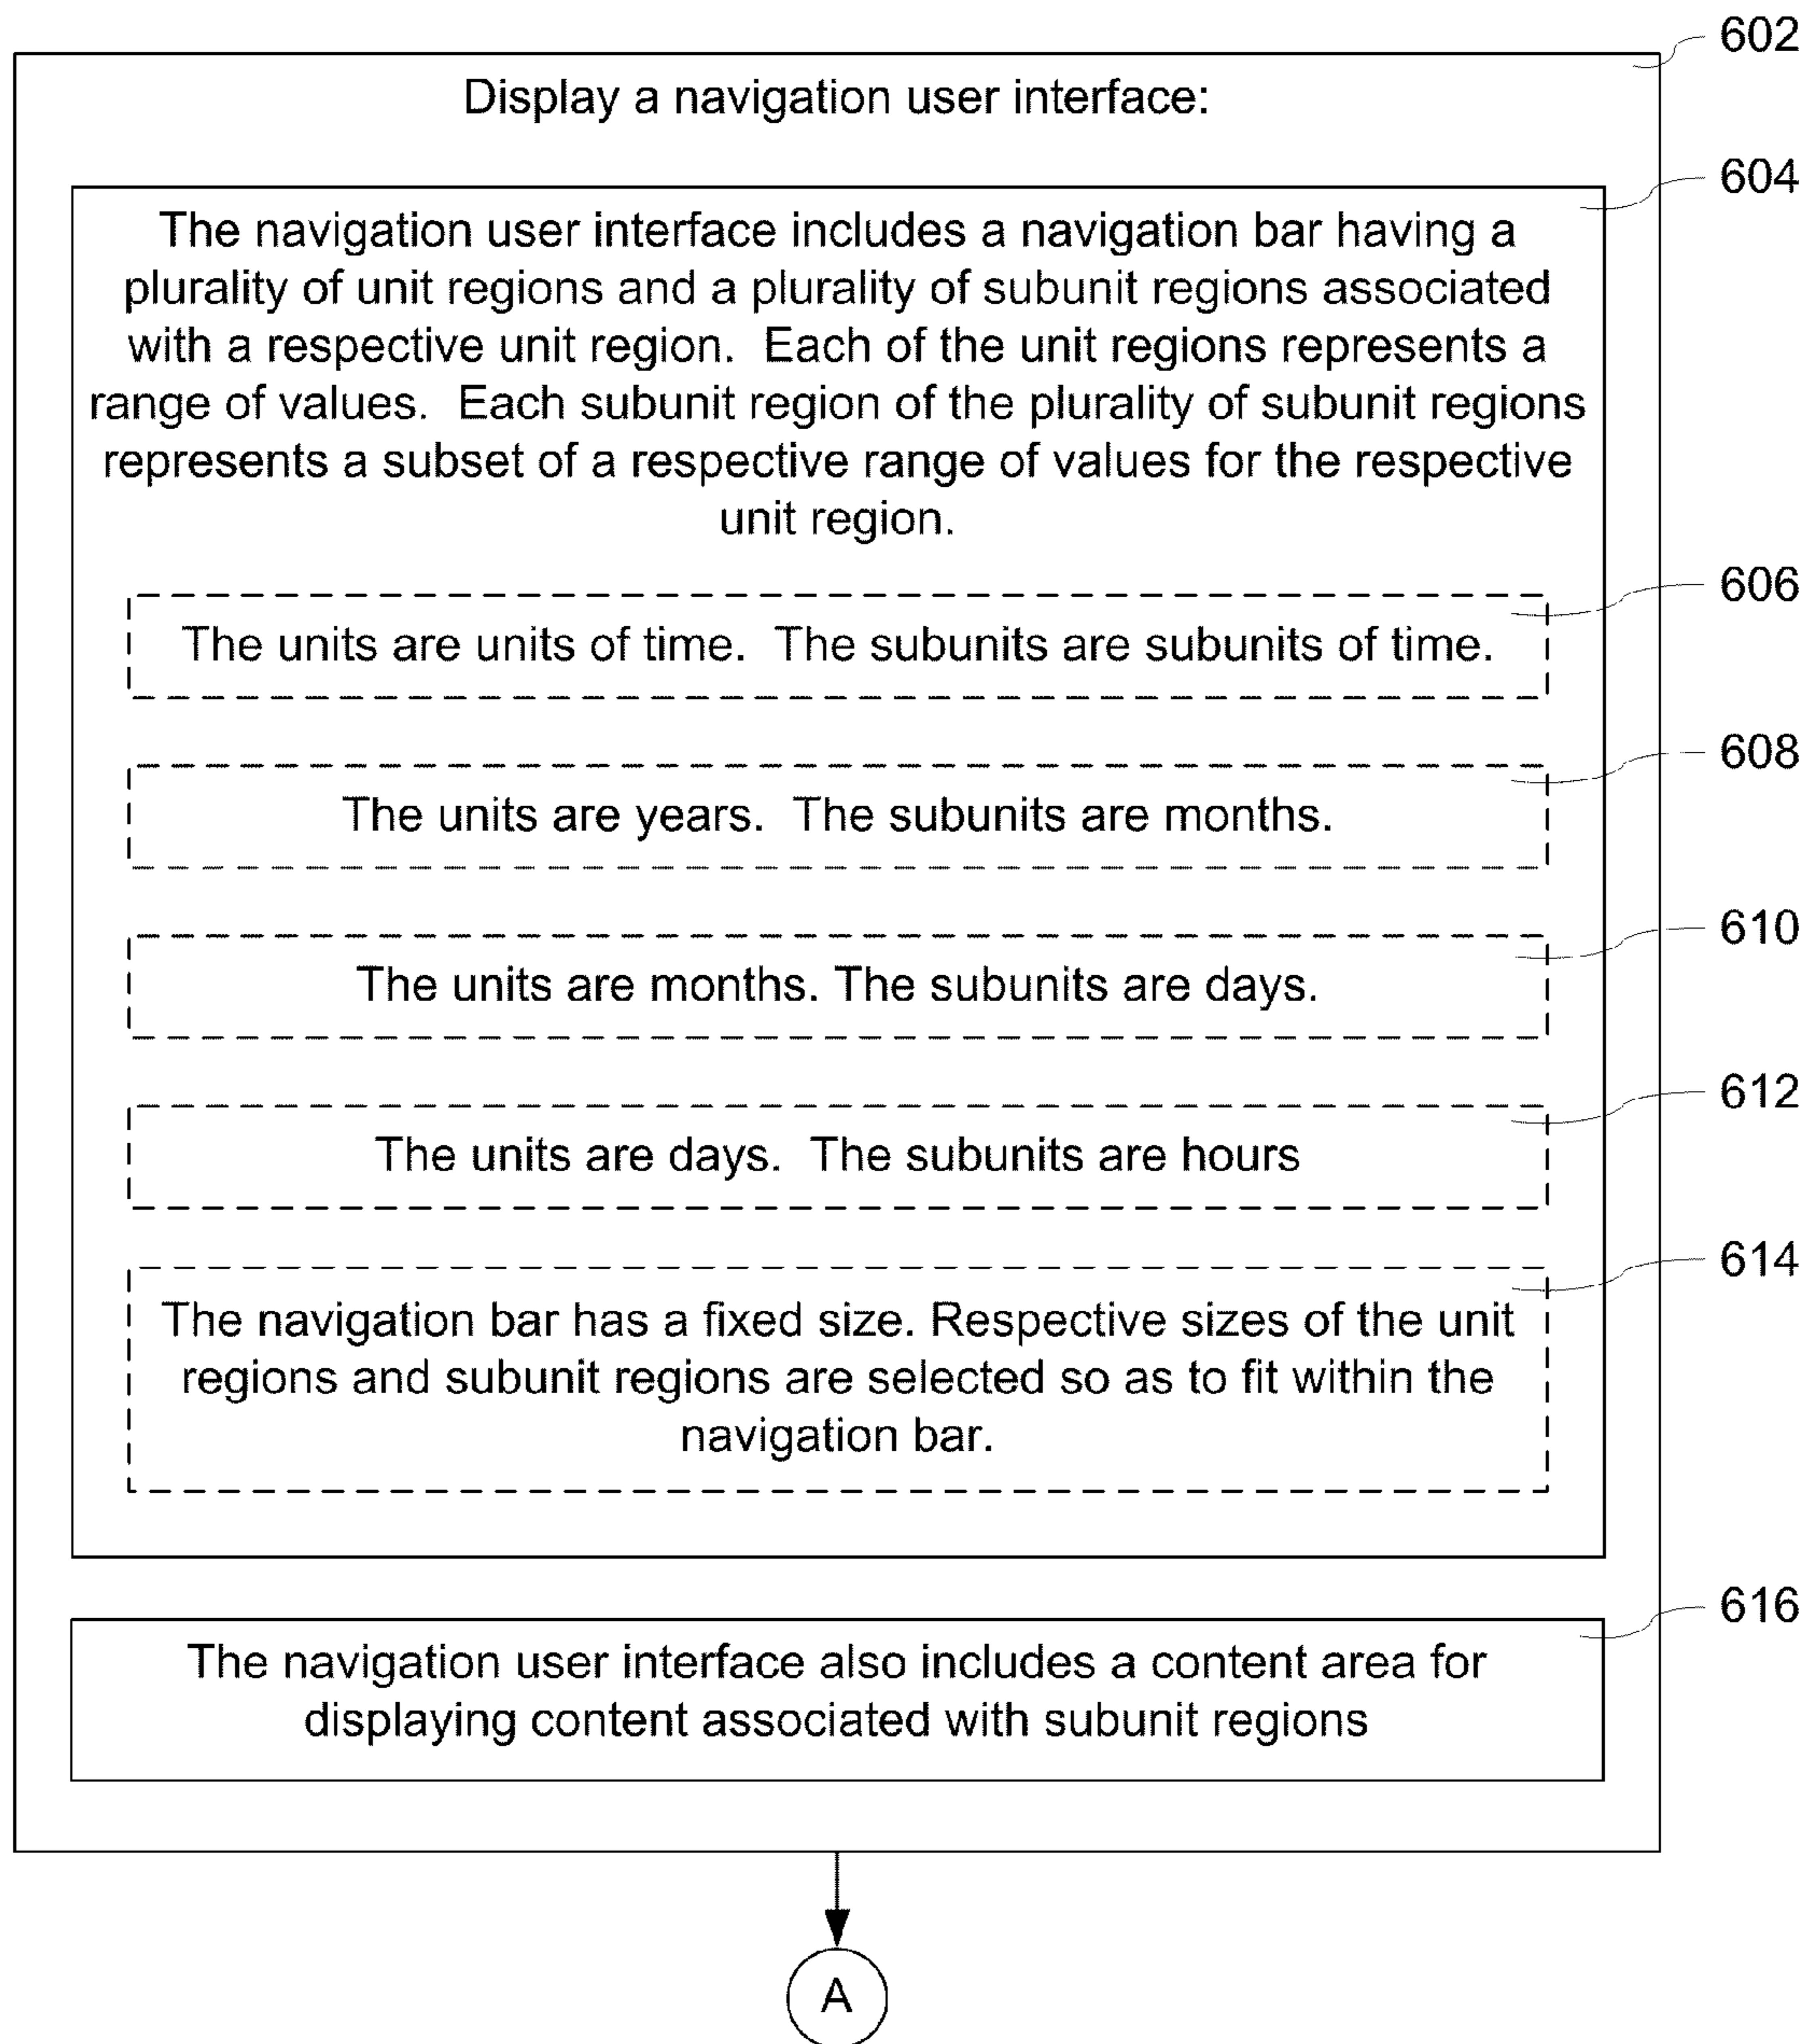 602
Display a navigation user interface:
604
The navigation user interface includes a navigation bar having a
plurality of unit regions and a plurality of subunit regions associated
with a respective unit region.  Each of the unit regions represents a
range of values.  Each subunit region of the plurality of subunit regions
represents a subset of a respective range of values for the respective
unit region.
606
The units are units of time.  The subunits are subunits of time.
608
The units are years.  The subunits are months.
610
The units are months. The subunits are days.
612
The units are days.  The subunits are hours
614
The navigation bar has a fixed size. Respective sizes of the unit
regions and subunit regions are selected so as to fit within the
navigation bar.
616
The navigation user interface also includes a content area for
displaying content associated with subunit regions
A